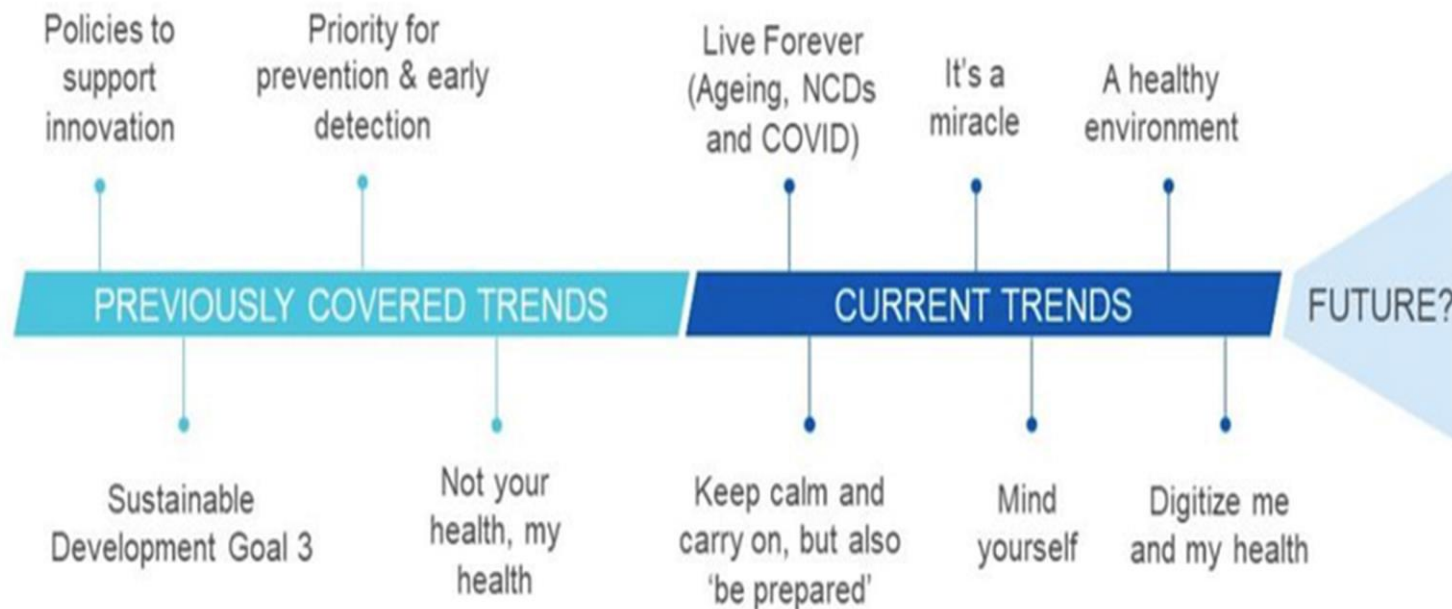 Policies to
support
innovation
Priority for
prevention & early
detection
Live Forever
(Ageing, NCDs
and COVID)
It's a
miracle
A healthy
environment
PREVIOUSLY COVERED TRENDS
CURRENT TRENDS
FUTURE?
Sustainable
Development Goal 3
Not your
health, my
health
Keep calm and
carry on, but also
‘be prepared’
Mind
yourself
Digitize me
and my health